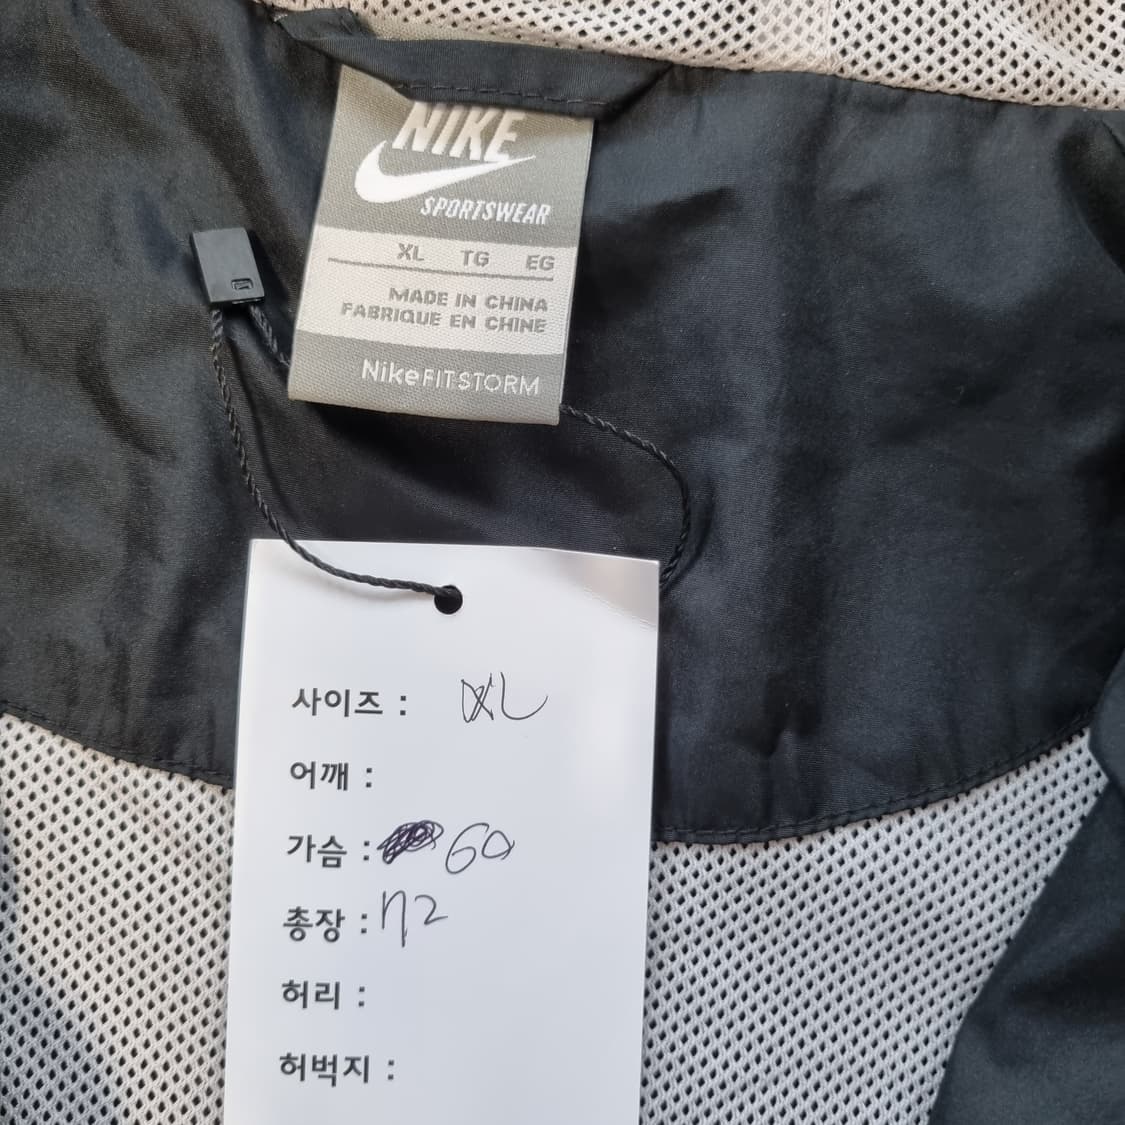 NIKE
SPORTSWEAR
XL TG EG
MADE IN CHINA
FABRIQUE EN CHINE
NikeFITSTORM
사이즈 : XL
어깨 :
가슴 : 60
총장 : 72
허리 :
허벅지 :